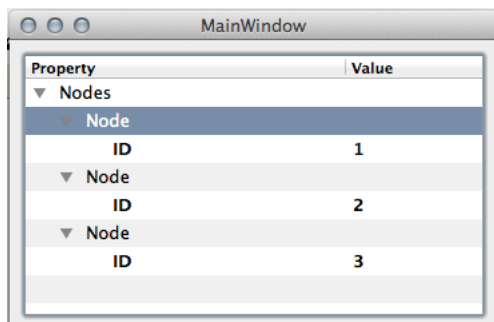 MainWindow
Property Value
Nodes
Node
ID 1
Node
ID 2
Node
ID 3